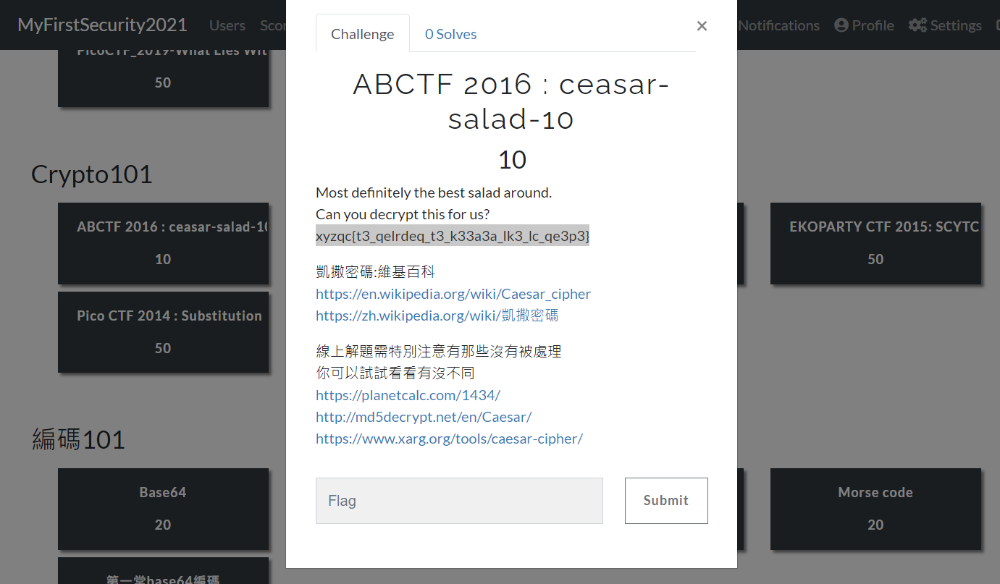 MyFirstSecurity2021 Users Scor Notifications Profile Settings
PicoCTF_2019-What Lies Wit
50
Crypto101
ABCTF 2016 : ceasar-salad-10
10
EKOPARTY CTF 2015: SCYTC
50
Pico CTF 2014 : Substitution
50
編碼101
Base64
20
Morse code
20
第一堂base64編碼
Challenge
0 Solves
×
ABCTF 2016 : ceasar-
salad-10
10
Most definitely the best salad around.
Can you decrypt this for us?
xyzqc{t3_qelrdeq_t3_k33a3a_lk3_lc_qe3p3}
凱撒密碼:維基百科
https://en.wikipedia.org/wiki/Caesar_cipher
https://zh.wikipedia.org/wiki/凱撒密碼
線上解題需特別注意有那些沒有被處理
你可以試試看看有沒不同
https://planetcalc.com/1434/
http://md5decrypt.net/en/Caesar/
https://www.xarg.org/tools/caesar-cipher/
Flag
Submit